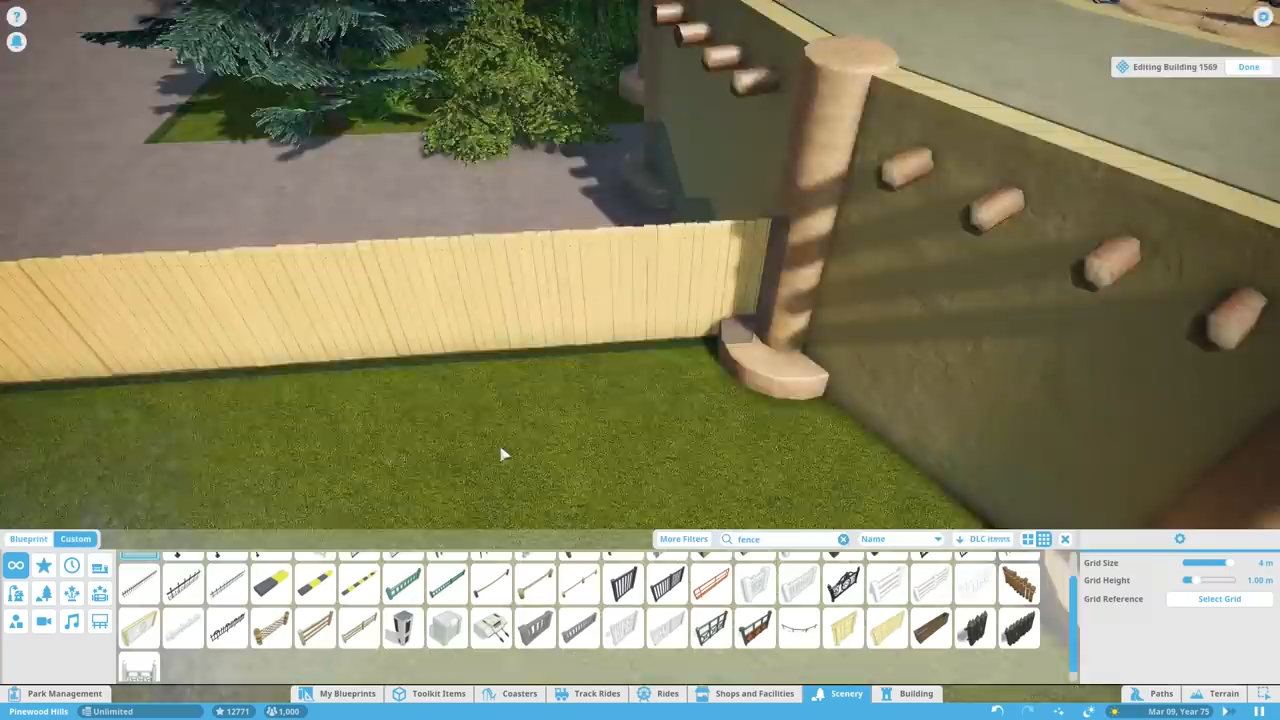 ?
Editing Building 1569 Done
Blueprint Custom More Filters fence Name DLC items
Grid Size 4 m
Grid Height 1.00 m
Grid Reference Select Grid
Park Management My Blueprints Toolkit Items Coasters Track Rides Rides Shops and Facilities Scenery Building Paths Terrain
Pinewood Hills Unlimited 12771 1,000 Mar 09, Year 75